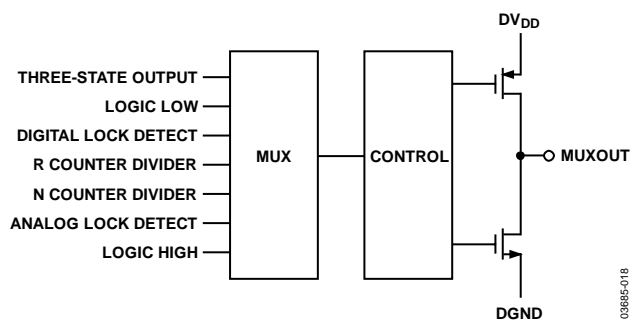 DVDD
THREE-STATE OUTPUT
LOGIC LOW
DIGITAL LOCK DETECT
R COUNTER DIVIDER
N COUNTER DIVIDER
ANALOG LOCK DETECT
LOGIC HIGH
MUX
CONTROL
MUXOUT
DGND
03685-018